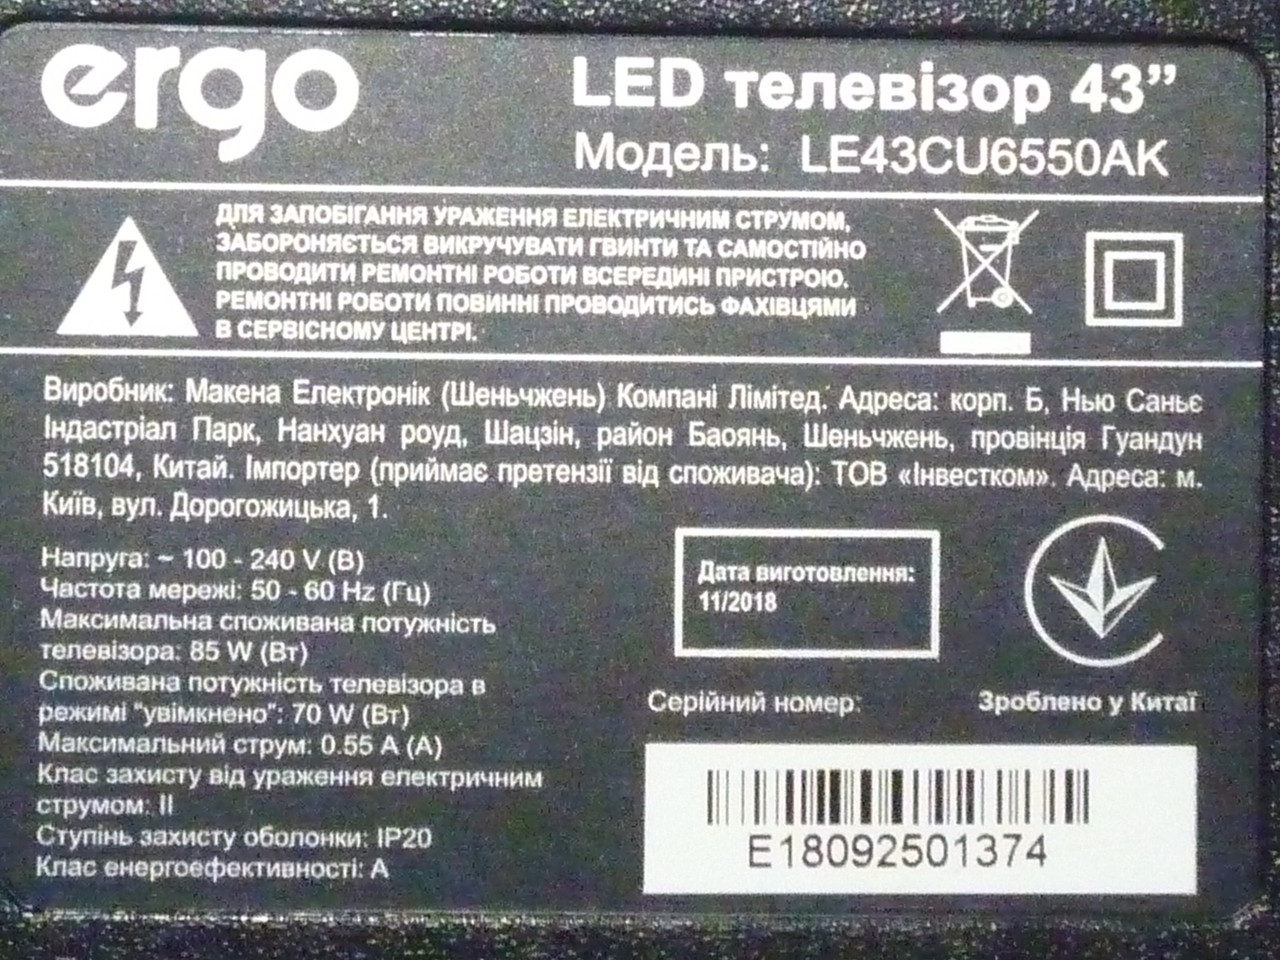 ergo
LED телевізор 43”
Модель: LE43CU6550AK
ДЛЯ ЗАПОБІГАННЯ УРАЖЕННЯ ЕЛЕКТРИЧНИМ СТРУМОМ,
ЗАБОРОНЯЄТЬСЯ ВИКРУЧУВАТИ ГВИНТИ ТА САМОСТІЙНО
ПРОВОДИТИ РЕМОНТНІ РОБОТИ ВСЕРЕДИНІ ПРИСТРОЮ.
РЕМОНТНІ РОБОТИ ПОВИННІ ПРОВОДИТИСЬ ФАХІВЦЯМИ
В СЕРВІСНОМУ ЦЕНТРІ.
Виробник: Макена Електронік (Шеньчжень) Компані Лімітед. Адреса: корп. Б, Нью Саньє
Індастріал Парк, Нанхуан роуд, Шацзін, район Баоянь, Шеньчжень, провінція Гуандун
518104, Китай. Імпортер (приймає претензії від споживача): ТОВ «Інвестком». Адреса: м.
Київ, вул. Дорогожицька, 1.
Напруга: ~ 100 - 240 V (В)
Частота мережі: 50 - 60 Hz (Гц)
Максимальна споживана потужність
телевізора: 85 W (Вт)
Споживана потужність телевізора в
режимі "увімкнено": 70 W (Вт)
Максимальний струм: 0.55 A (А)
Клас захисту від ураження електричним
струмом: II
Ступінь захисту оболонки: IP20
Клас енергоефективності: А
Дата виготовлення:
11/2018
Серійний номер:
Зроблено у Китаї
E18092501374